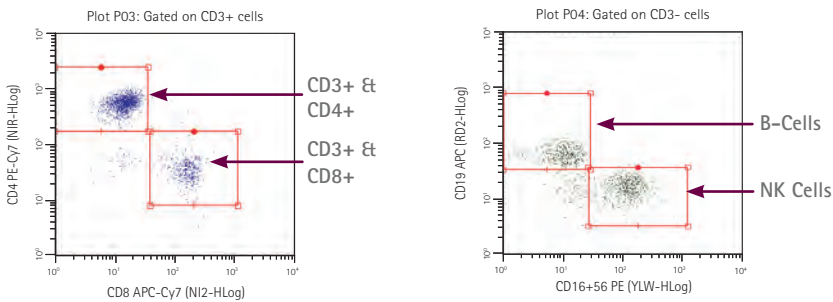 Plot P03: Gated on CD3+ cells
CD4 PE-Cy7 (NIR-HLog)
10⁴
10³
10²
10¹
10⁰
CD3+ &
CD4+
CD3+ &
CD8+
10⁰ 10¹ 10² 10³ 10⁴
CD8 APC-Cy7 (NI2-HLog)
Plot P04: Gated on CD3- cells
CD19 APC (RD2-HLog)
10⁴
10³
10²
10¹
10⁰
B-Cells
NK Cells
10⁰ 10¹ 10² 10³ 10⁴
CD16+56 PE (YLW-HLog)